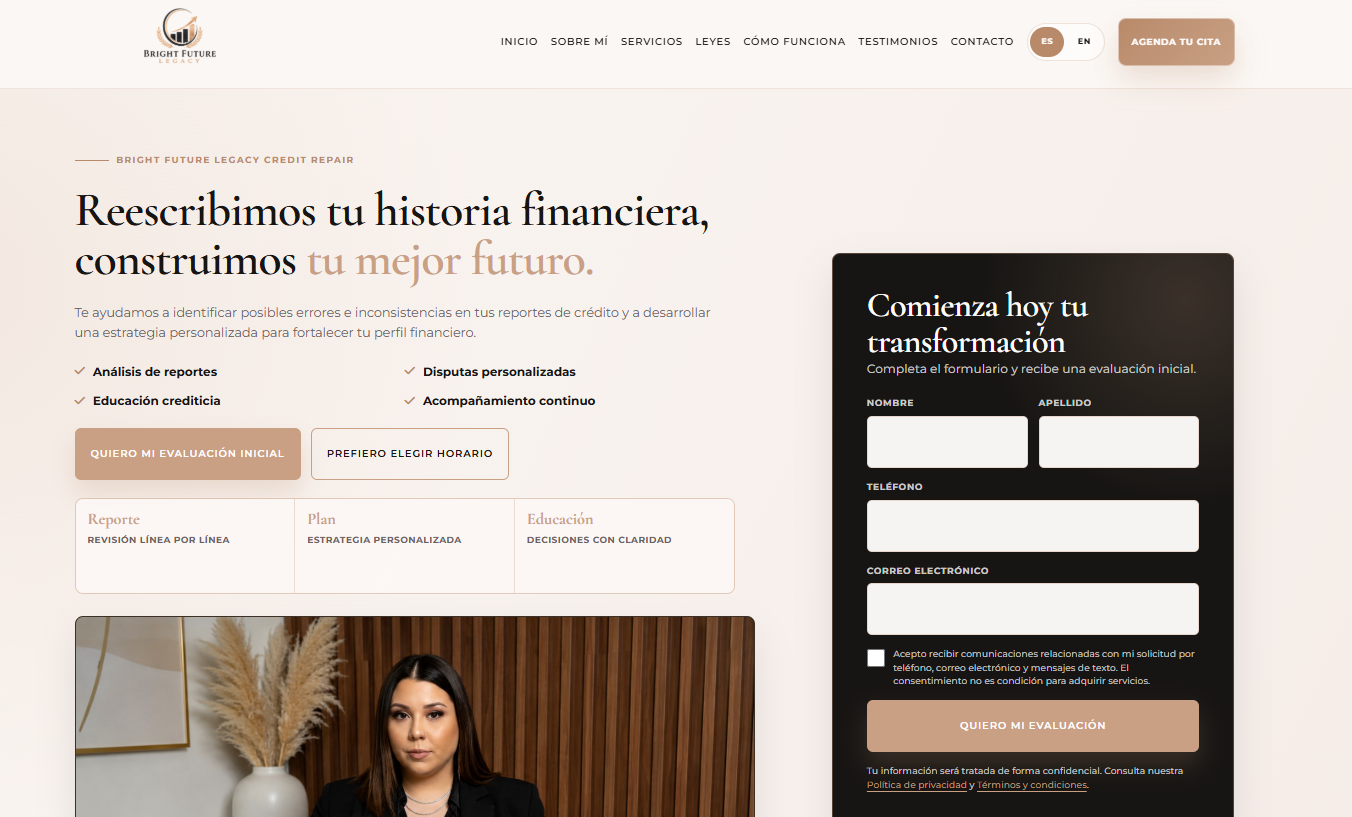 BRIGHT FUTURE
LEGACY
INICIO SOBRE MÍ SERVICIOS LEYES CÓMO FUNCIONA TESTIMONIOS CONTACTO ES EN AGENDA TU CITA
BRIGHT FUTURE LEGACY CREDIT REPAIR
Reescribimos tu historia financiera,
construimos tu mejor futuro.
Te ayudamos a identificar posibles errores e inconsistencias en tus reportes de crédito y a desarrollar
una estrategia personalizada para fortalecer tu perfil financiero.
Análisis de reportes
Disputas personalizadas
Educación crediticia
Acompañamiento continuo
QUIERO MI EVALUACIÓN INICIAL
PREFIERO ELEGIR HORARIO
Reporte
REVISIÓN LÍNEA POR LÍNEA
Plan
ESTRATEGIA PERSONALIZADA
Educación
DECISIONES CON CLARIDAD
Comienza hoy tu
transformación
Completa el formulario y recibe una evaluación inicial.
NOMBRE
APELLIDO
TELÉFONO
CORREO ELECTRÓNICO
Acepto recibir comunicaciones relacionadas con mi solicitud por
teléfono, correo electrónico y mensajes de texto. El
consentimiento no es condición para adquirir servicios.
QUIERO MI EVALUACIÓN
Tu información será tratada de forma confidencial. Consulta nuestra
Política de privacidad y Términos y condiciones.